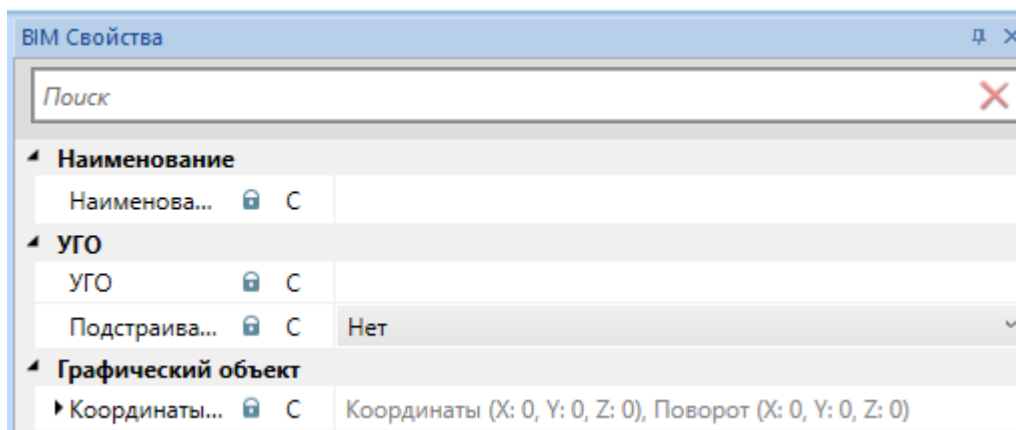 BIM Свойства
Поиск
Наименование
Наименова... С
УГО
УГО С
Подстраива... С Нет
Графический объект
Координаты... С Координаты (X: 0, Y: 0, Z: 0), Поворот (X: 0, Y: 0, Z: 0)